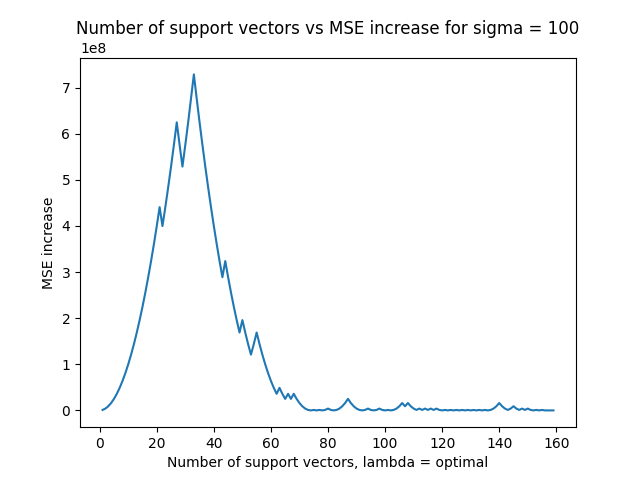 Number of support vectors vs MSE increase for sigma = 100
1e8
7
6
5
4
3
2
1
0
MSE increase
0 20 40 60 80 100 120 140 160
Number of support vectors, lambda = optimal